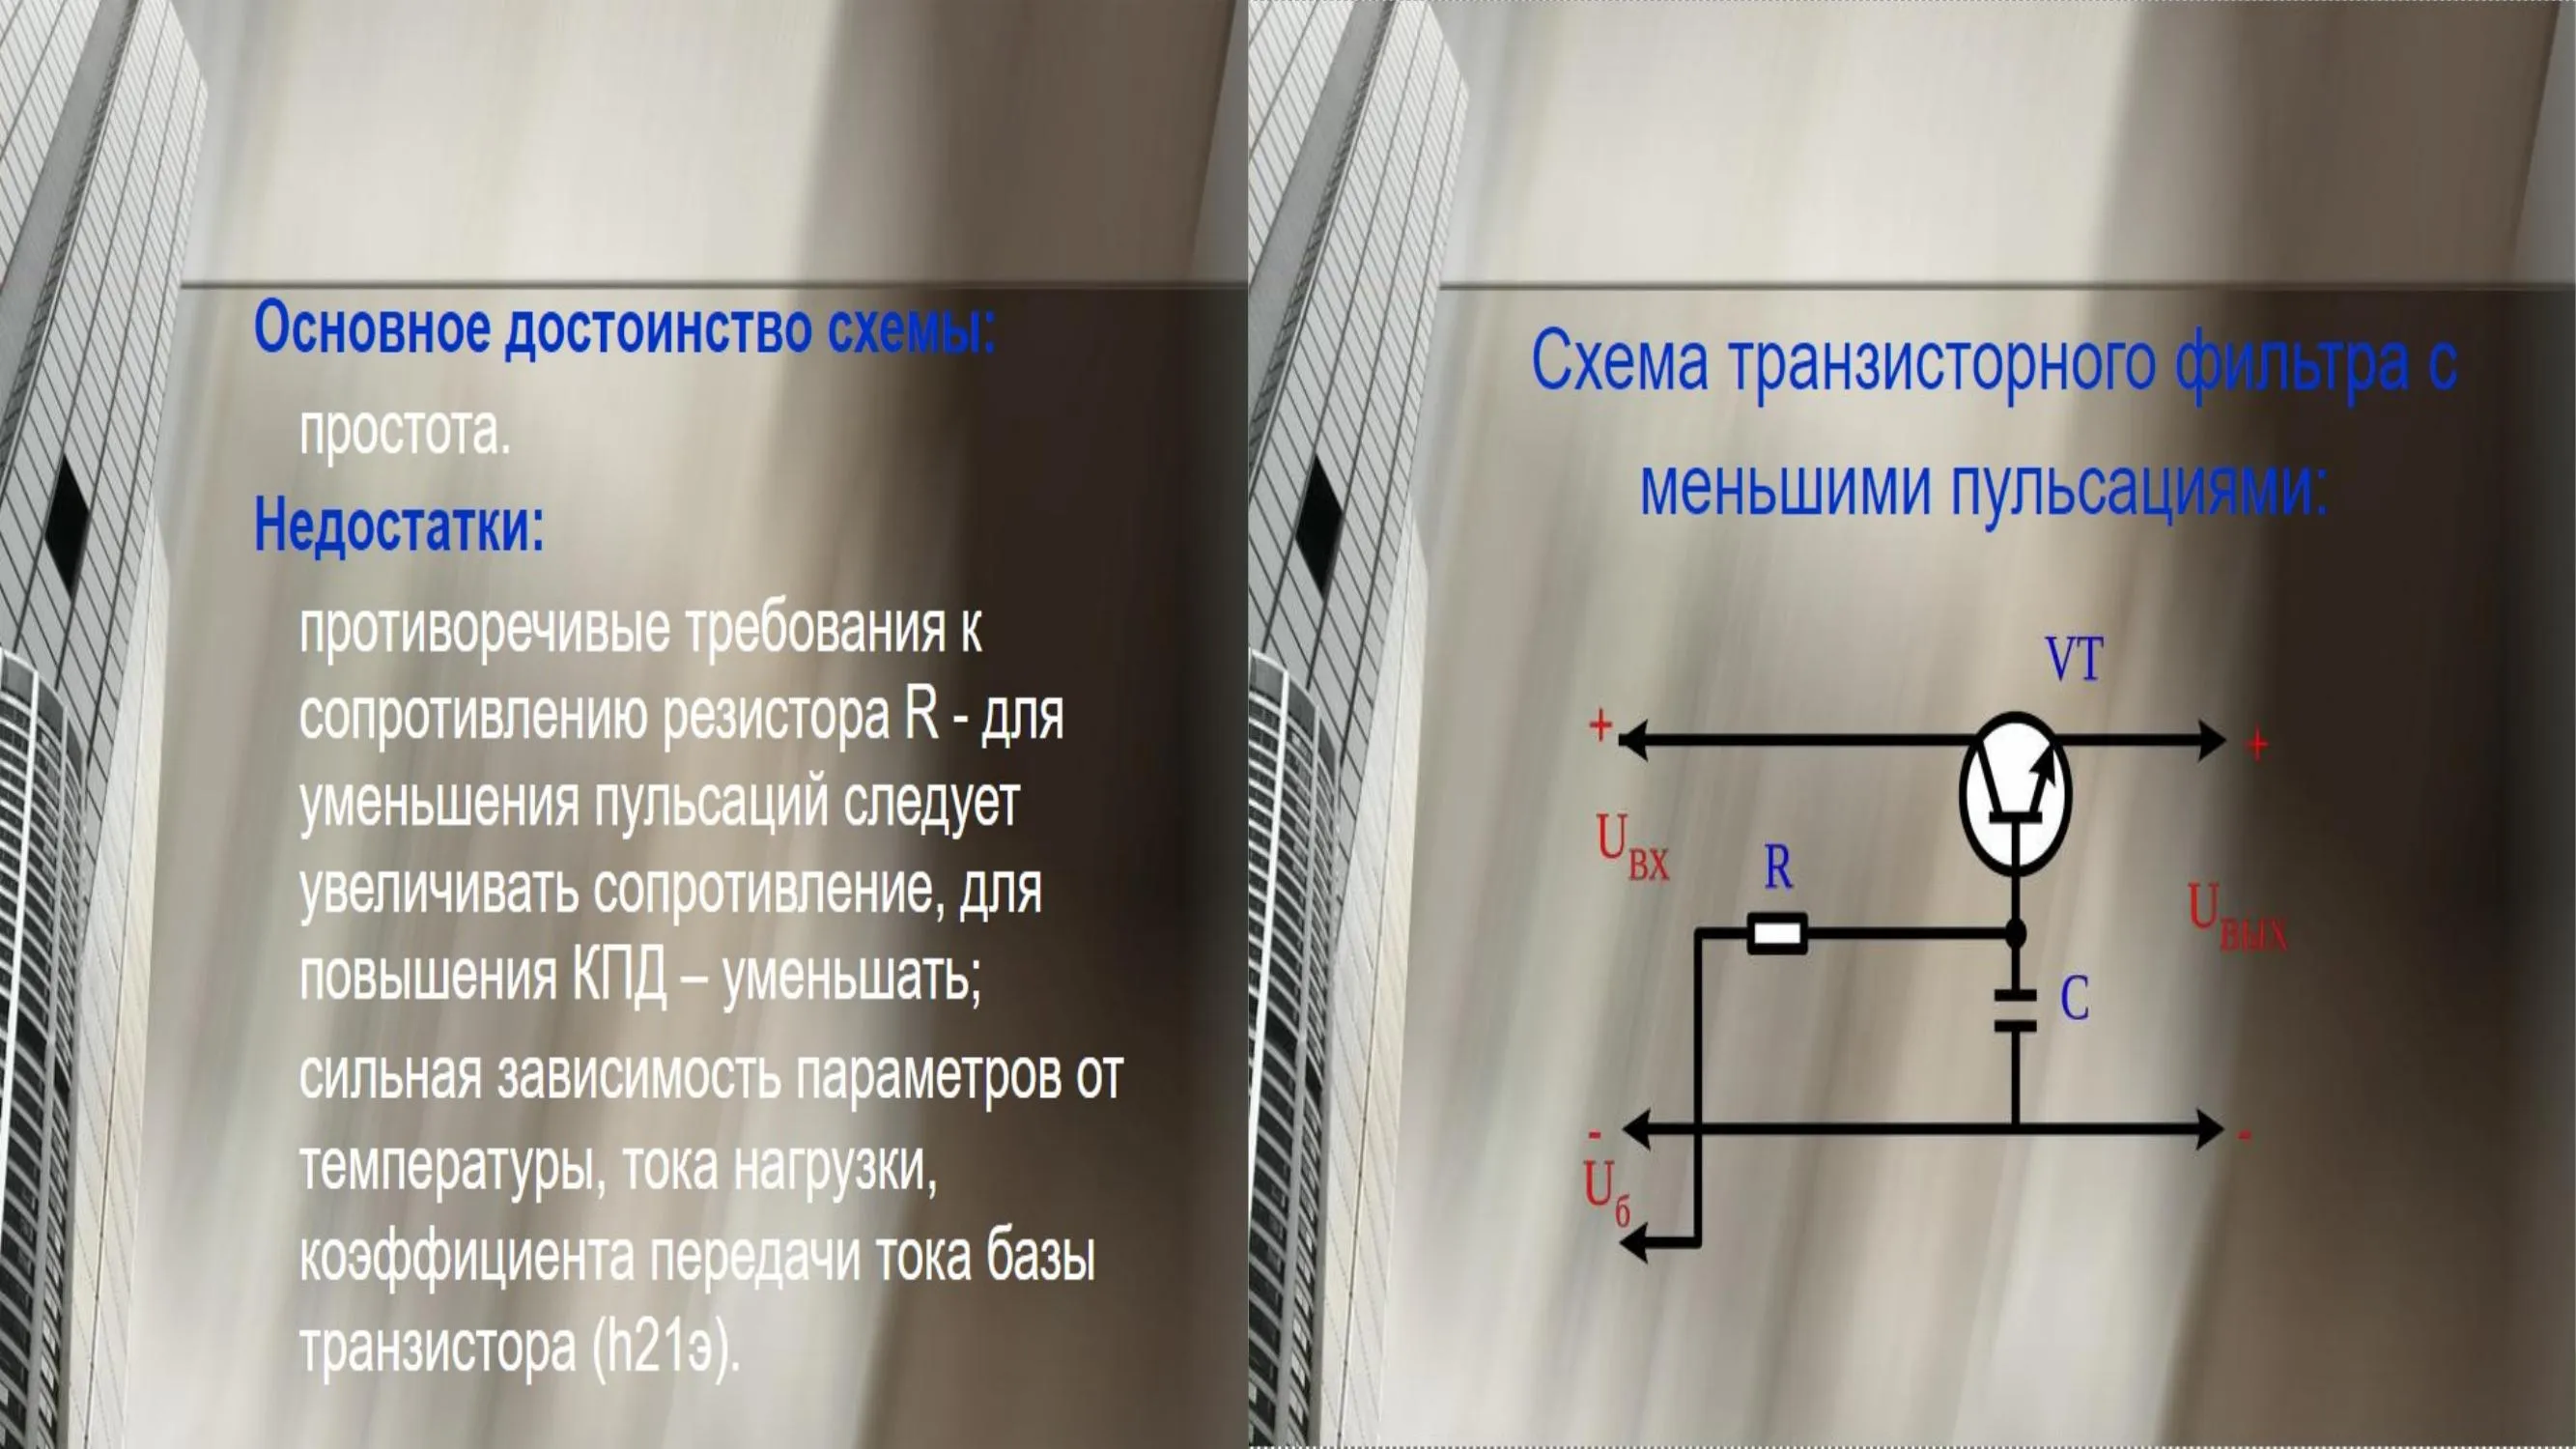 Основное достоинство схемы:
простота.
Недостатки:
противоречивые требования к
сопротивлению резистора R - для
уменьшения пульсаций следует
увеличивать сопротивление, для
повышения КПД – уменьшать;
сильная зависимость параметров от
температуры, тока нагрузки,
коэффициента передачи тока базы
транзистора (h21э).
Схема транзисторного фильтра с
меньшими пульсациями:
VT
+
+
UВХ
R
UВЫХ
C
-
-
Uб